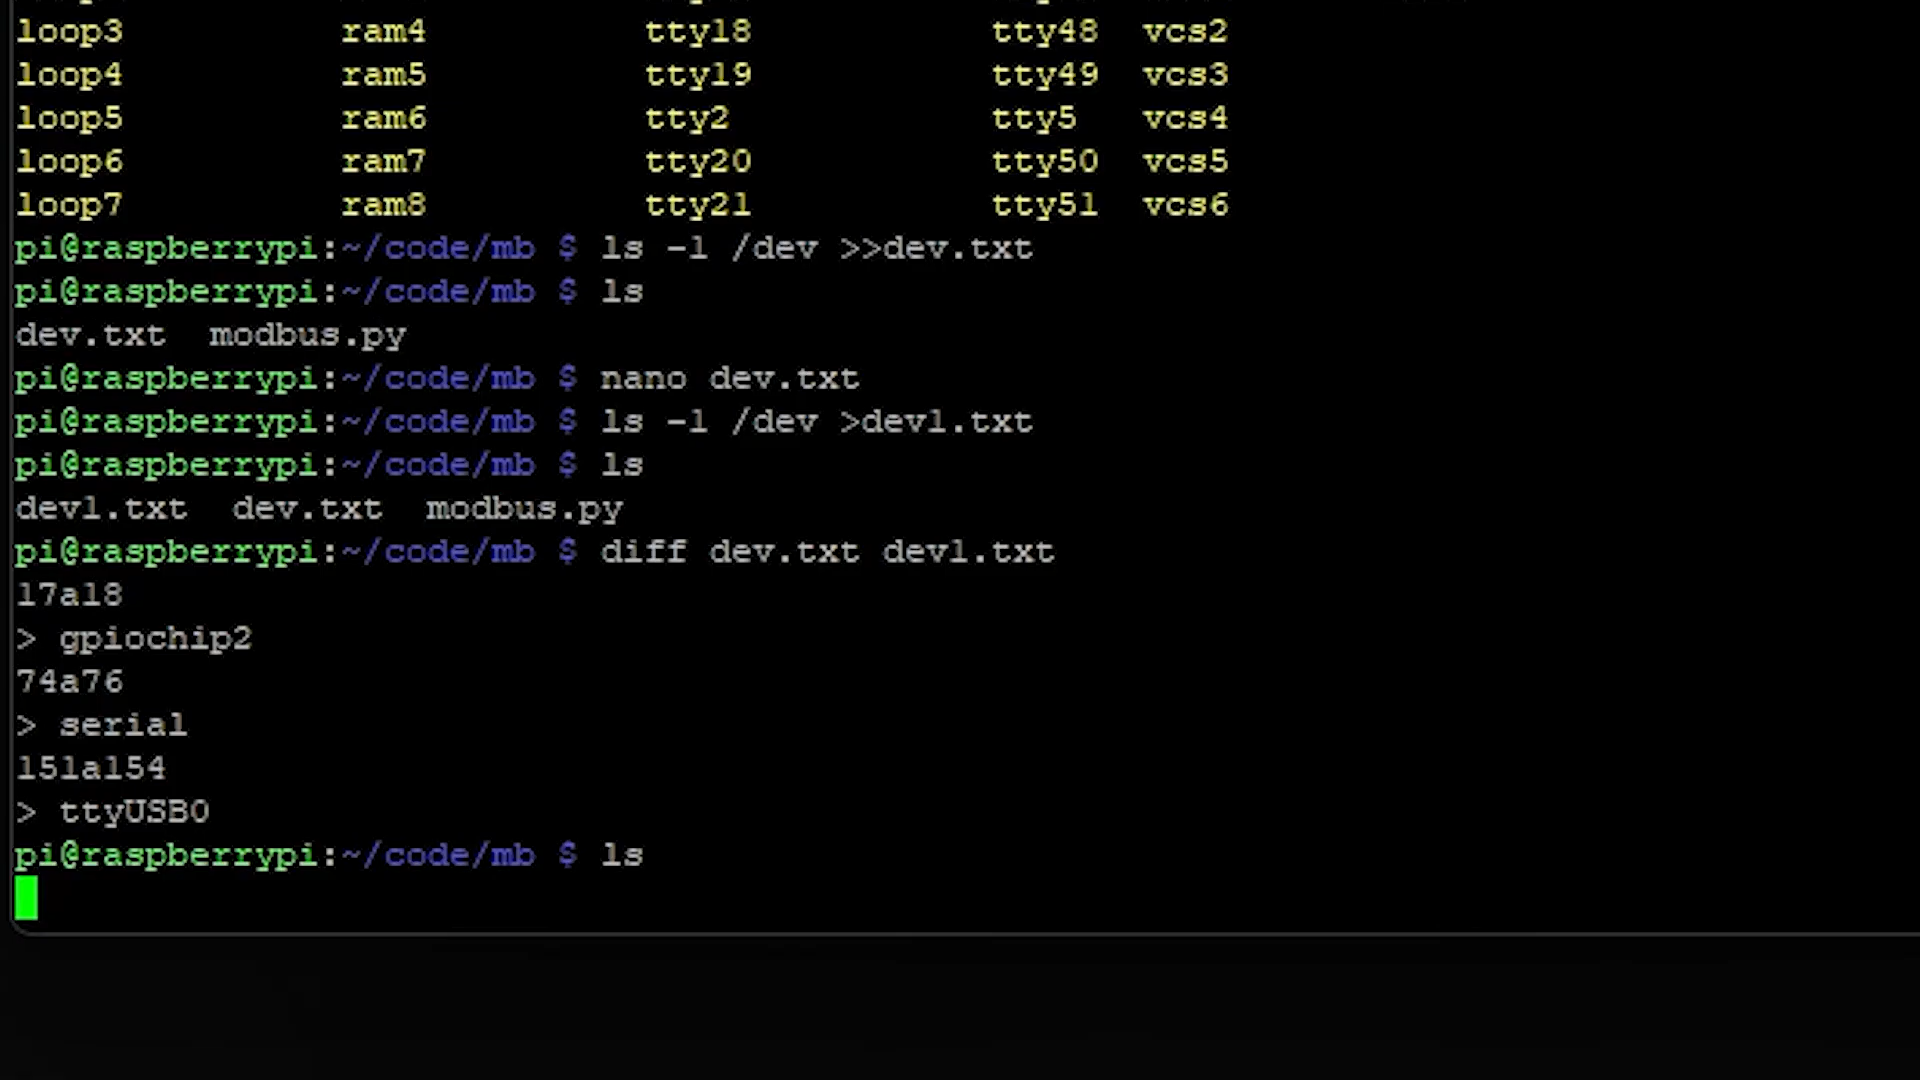 loop3 ram4 tty18 tty48 vcs2
loop4 ram5 tty19 tty49 vcs3
loop5 ram6 tty2 tty5 vcs4
loop6 ram7 tty20 tty50 vcs5
loop7 ram8 tty21 tty51 vcs6
pi@raspberrypi:~/code/mb $ ls -1 /dev >>dev.txt
pi@raspberrypi:~/code/mb $ ls
dev.txt modbus.py
pi@raspberrypi:~/code/mb $ nano dev.txt
pi@raspberrypi:~/code/mb $ ls -1 /dev >dev1.txt
pi@raspberrypi:~/code/mb $ ls
dev1.txt dev.txt modbus.py
pi@raspberrypi:~/code/mb $ diff dev.txt dev1.txt
17a18
> gpiochip2
74a76
> serial
151a154
> ttyUSB0
pi@raspberrypi:~/code/mb $ ls